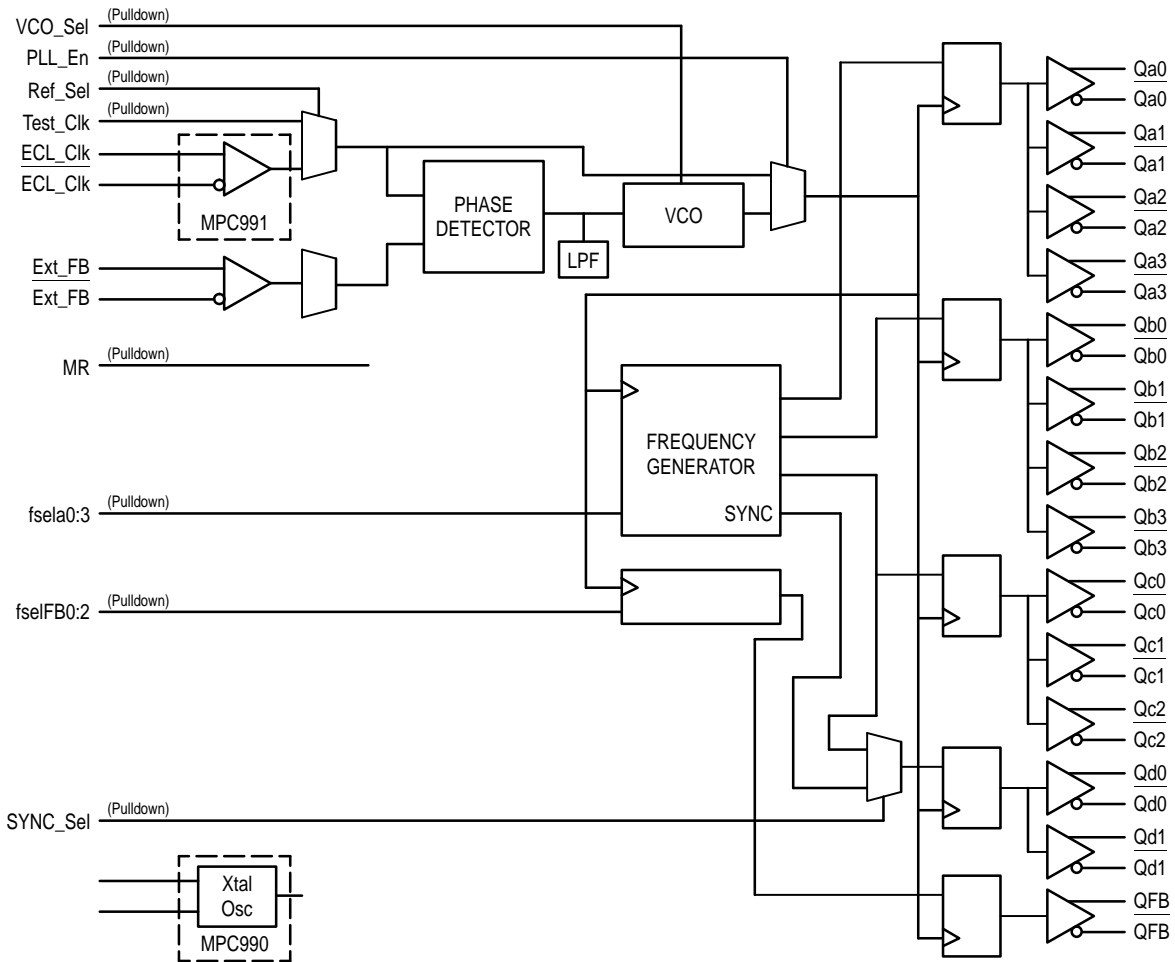 VCO_Sel (Pulldown)
PLL_En (Pulldown)
Ref_Sel (Pulldown)
Test_Clk (Pulldown)
ECL_Clk
ECL_Clk
MPC991
Ext_FB
Ext_FB
MR (Pulldown)
fsela0:3 (Pulldown)
fselFB0:2 (Pulldown)
SYNC_Sel (Pulldown)
Xtal
Osc
MPC990
PHASE
DETECTOR
LPF
VCO
FREQUENCY
GENERATOR
SYNC
Qa0
Qa0
Qa1
Qa1
Qa2
Qa2
Qa3
Qa3
Qb0
Qb0
Qb1
Qb1
Qb2
Qb2
Qb3
Qb3
Qc0
Qc0
Qc1
Qc1
Qc2
Qc2
Qd0
Qd0
Qd1
Qd1
QFB
QFB